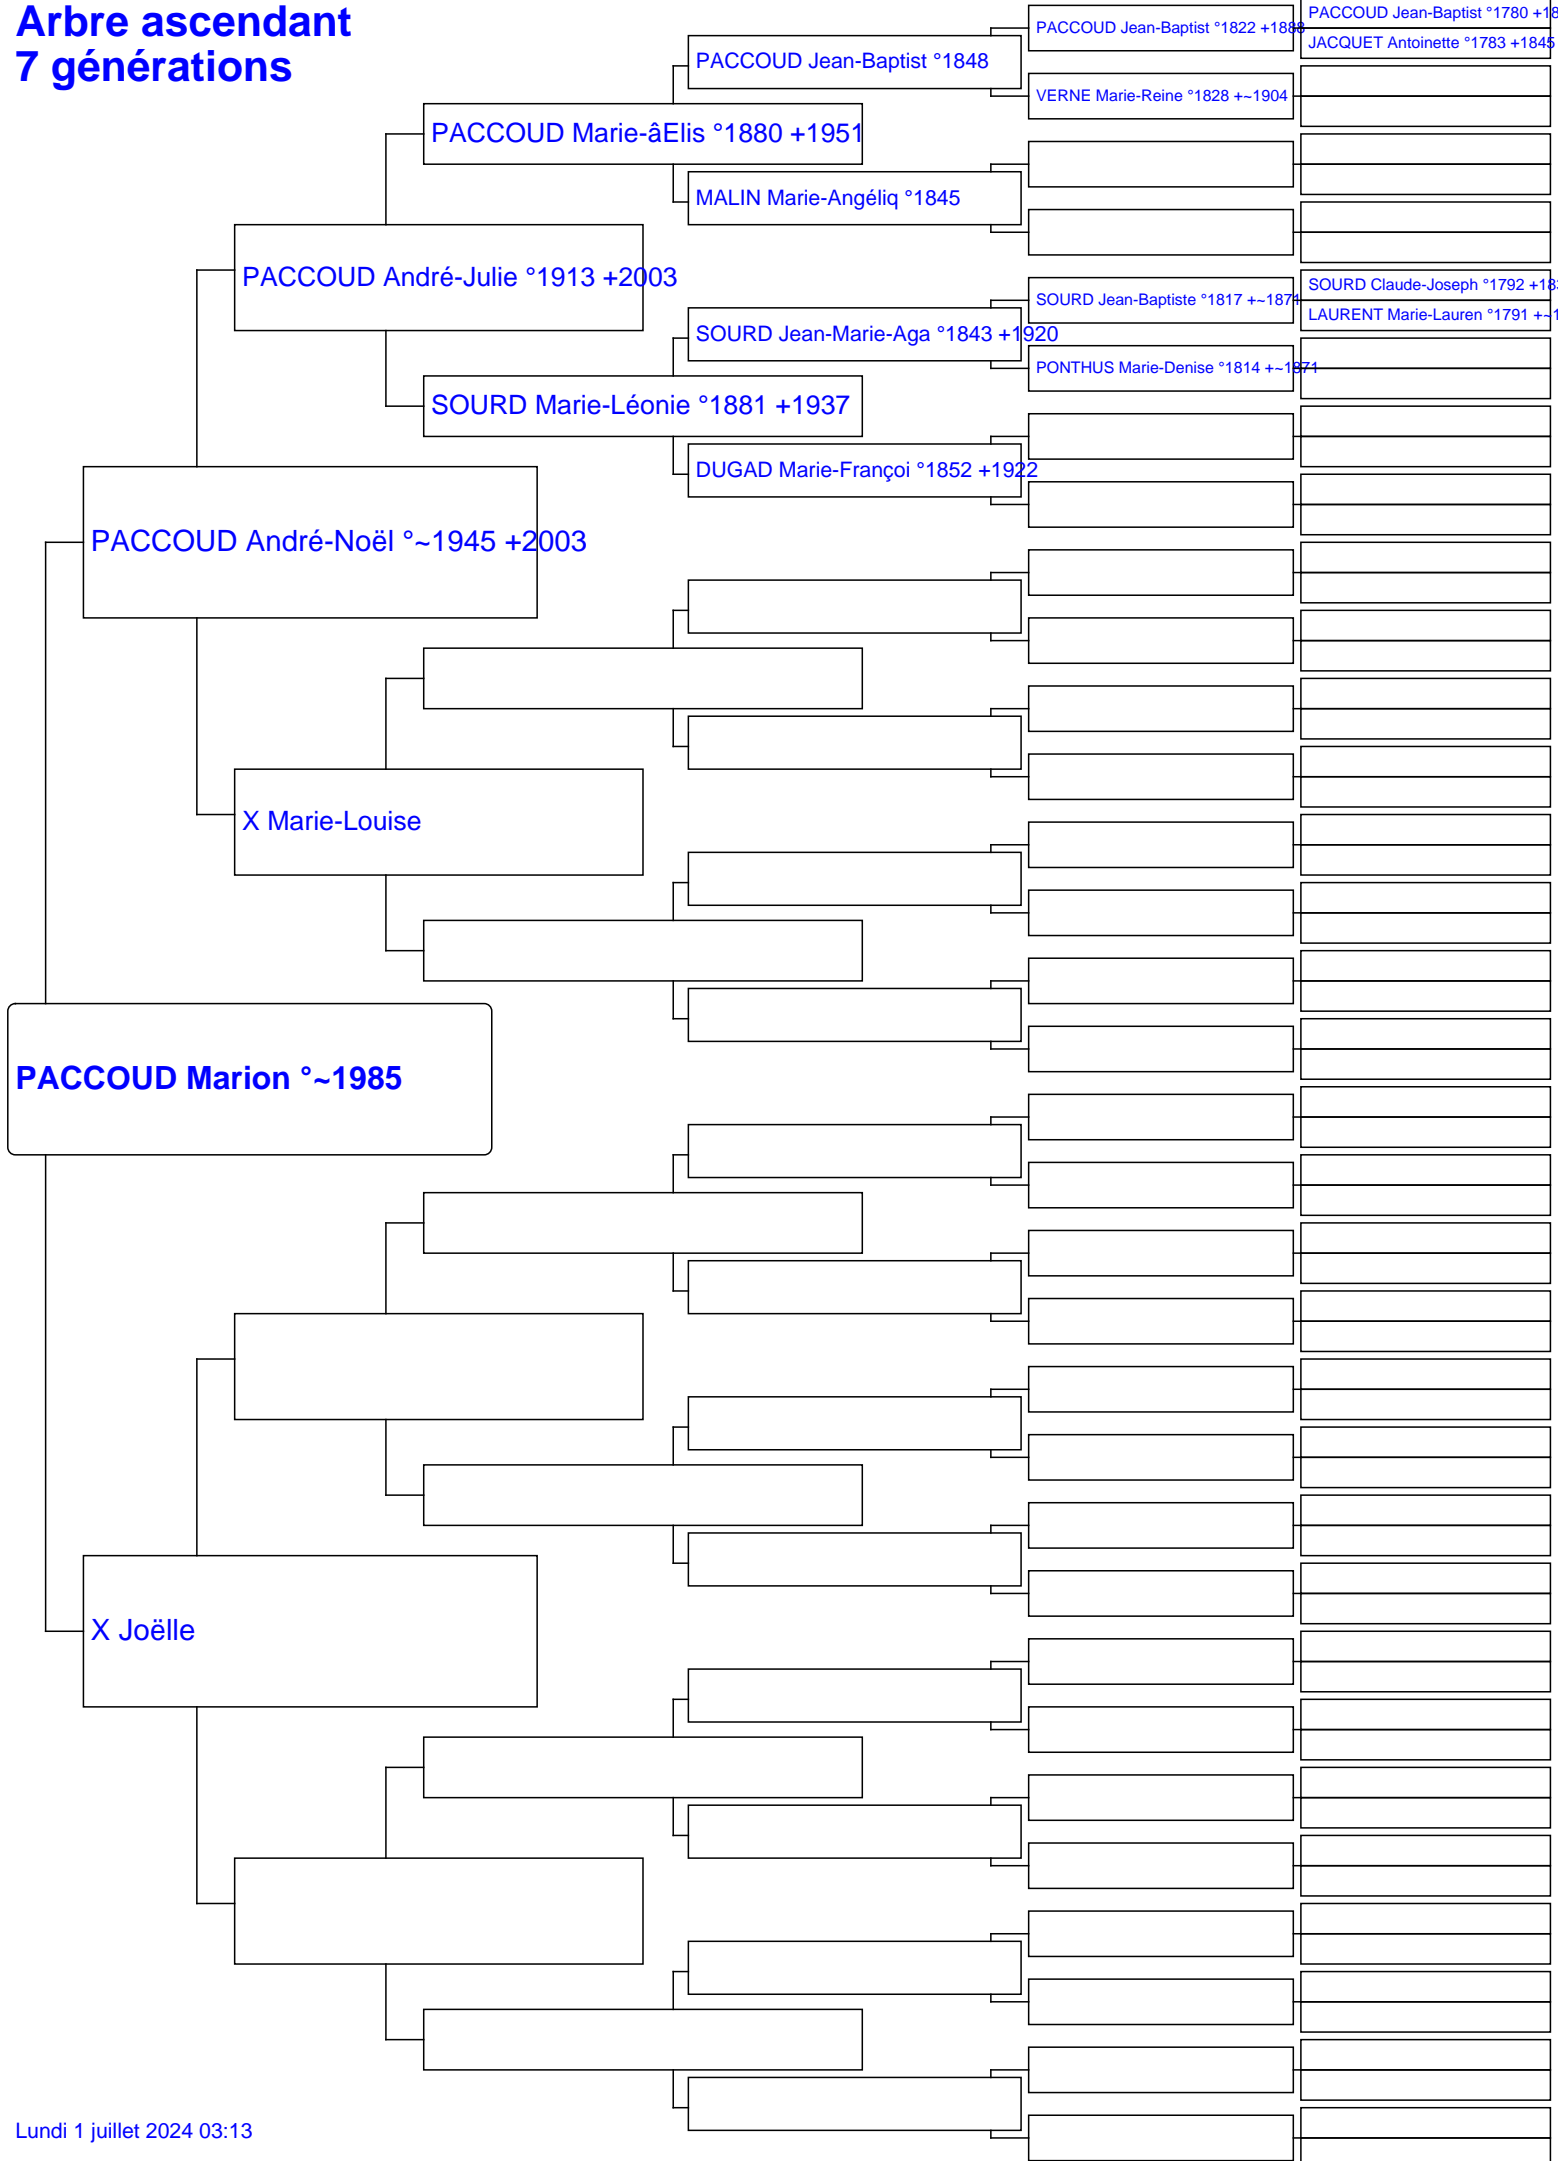 Arbre ascendant
7 générations
PACCOUD Jean-Baptist °1780 +18
JACQUET Antoinette °1783 +1845
PACCOUD Jean-Baptist °1822 +1888
PACCOUD Jean-Baptist °1848
VERNE Marie-Reine °1828 +~1904
PACCOUD Marie-âElis °1880 +1951
MALIN Marie-Angéliq °1845
PACCOUD André-Julie °1913 +2003
SOURD Claude-Joseph °1792 +183
LAURENT Marie-Lauren °1791 +~1
SOURD Jean-Baptiste °1817 +~1871
SOURD Jean-Marie-Aga °1843 +1920
PONTHUS Marie-Denise °1814 +~1871
SOURD Marie-Léonie °1881 +1937
DUGAD Marie-Françoi °1852 +1922
PACCOUD André-Noël °~1945 +2003
X Marie-Louise
PACCOUD Marion °~1985
X Joëlle
Lundi 1 juillet 2024 03:13